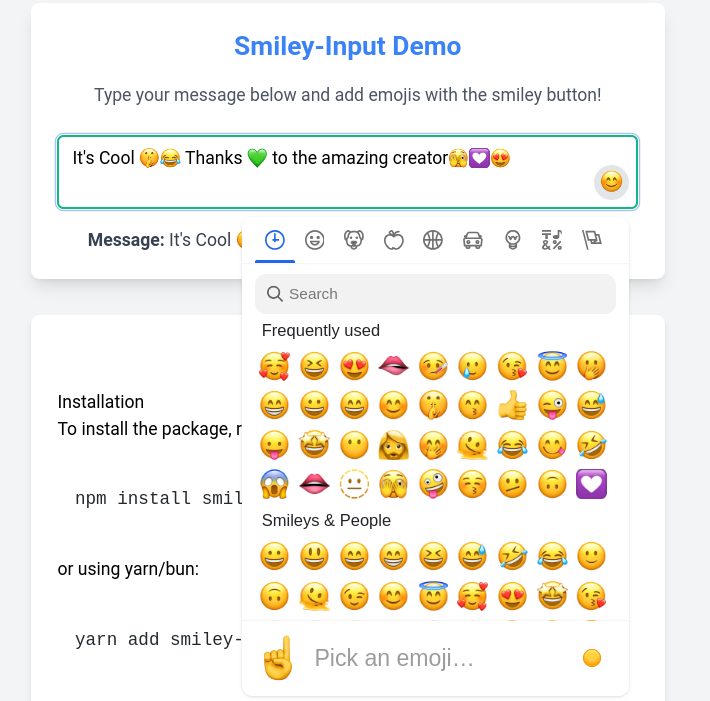 Smiley-Input Demo
Type your message below and add emojis with the smiley button!
It's Cool 🤫😂 Thanks 💚 to the amazing creator🫣💟😍
Message: It's Cool
Search
Frequently used
Installation
To install the package, r
npm install smil
Smileys & People
or using yarn/bun:
yarn add smiley-
Pick an emoji…